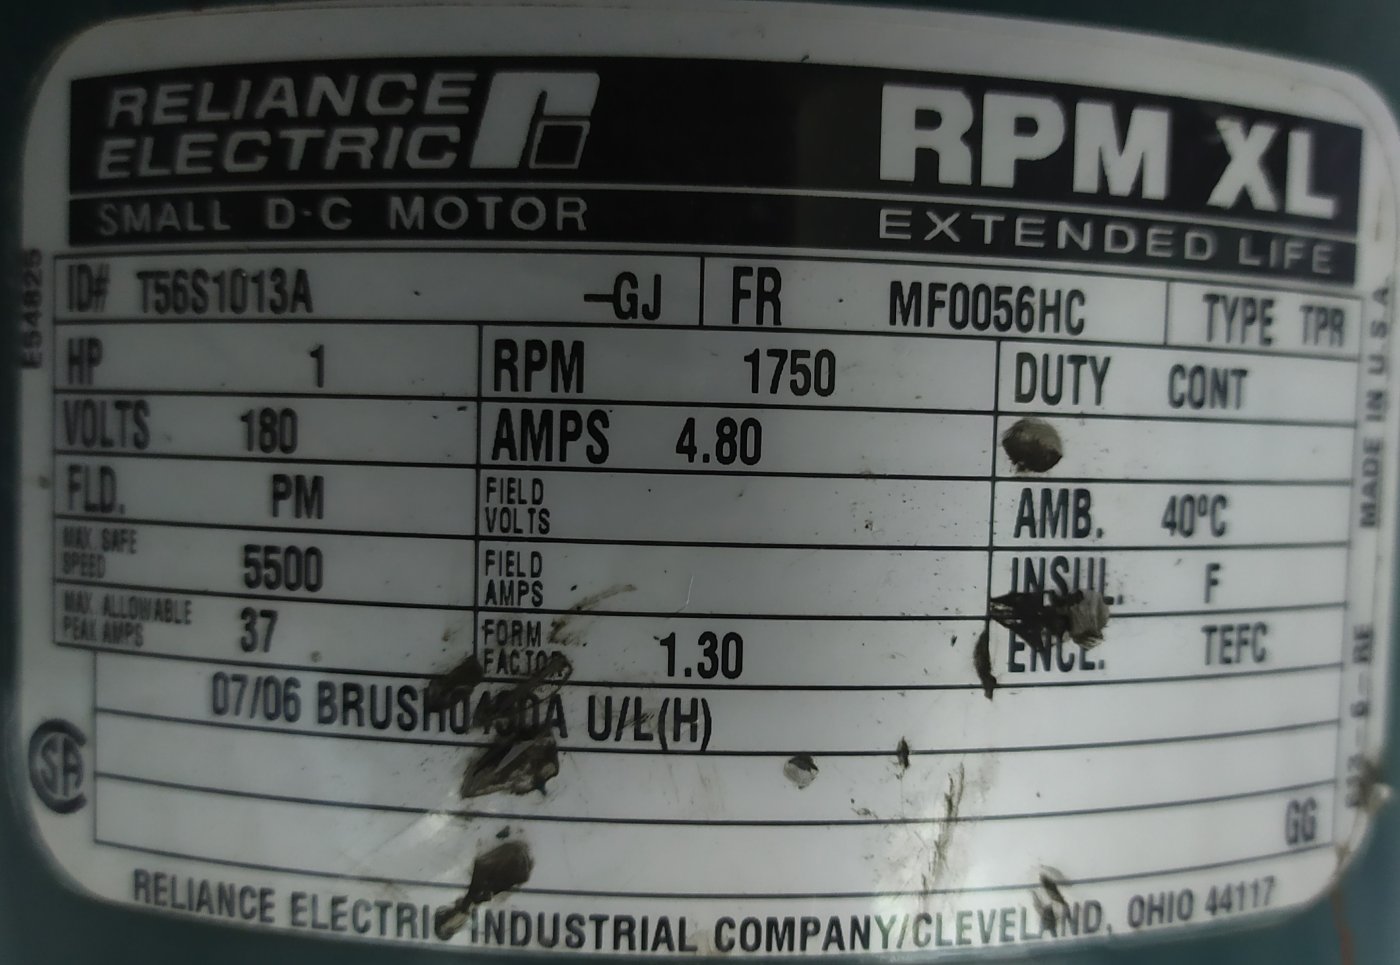 RELIANCE
ELECTRIC
RPM XL
SMALL D-C MOTOR
EXTENDED LIFE
ID# T56S1013A -GJ FR MF0056HC TYPE TPR
HP 1 RPM 1750 DUTY CONT
VOLTS 180 AMPS 4.80
FLD. PM FIELD VOLTS AMB. 40°C
MAX. SAFE SPEED 5500 FIELD AMPS INSUL. F
MAX. ALLOWABLE PEAK AMPS 37 FORM FACTOR 1.30 ENCL. TEFC
07/06 U/L(H)
GG
RELIANCE ELECTRIC INDUSTRIAL COMPANY/CLEVELAND, OHIO 44117
E54825
MADE IN U.S.A.
SA